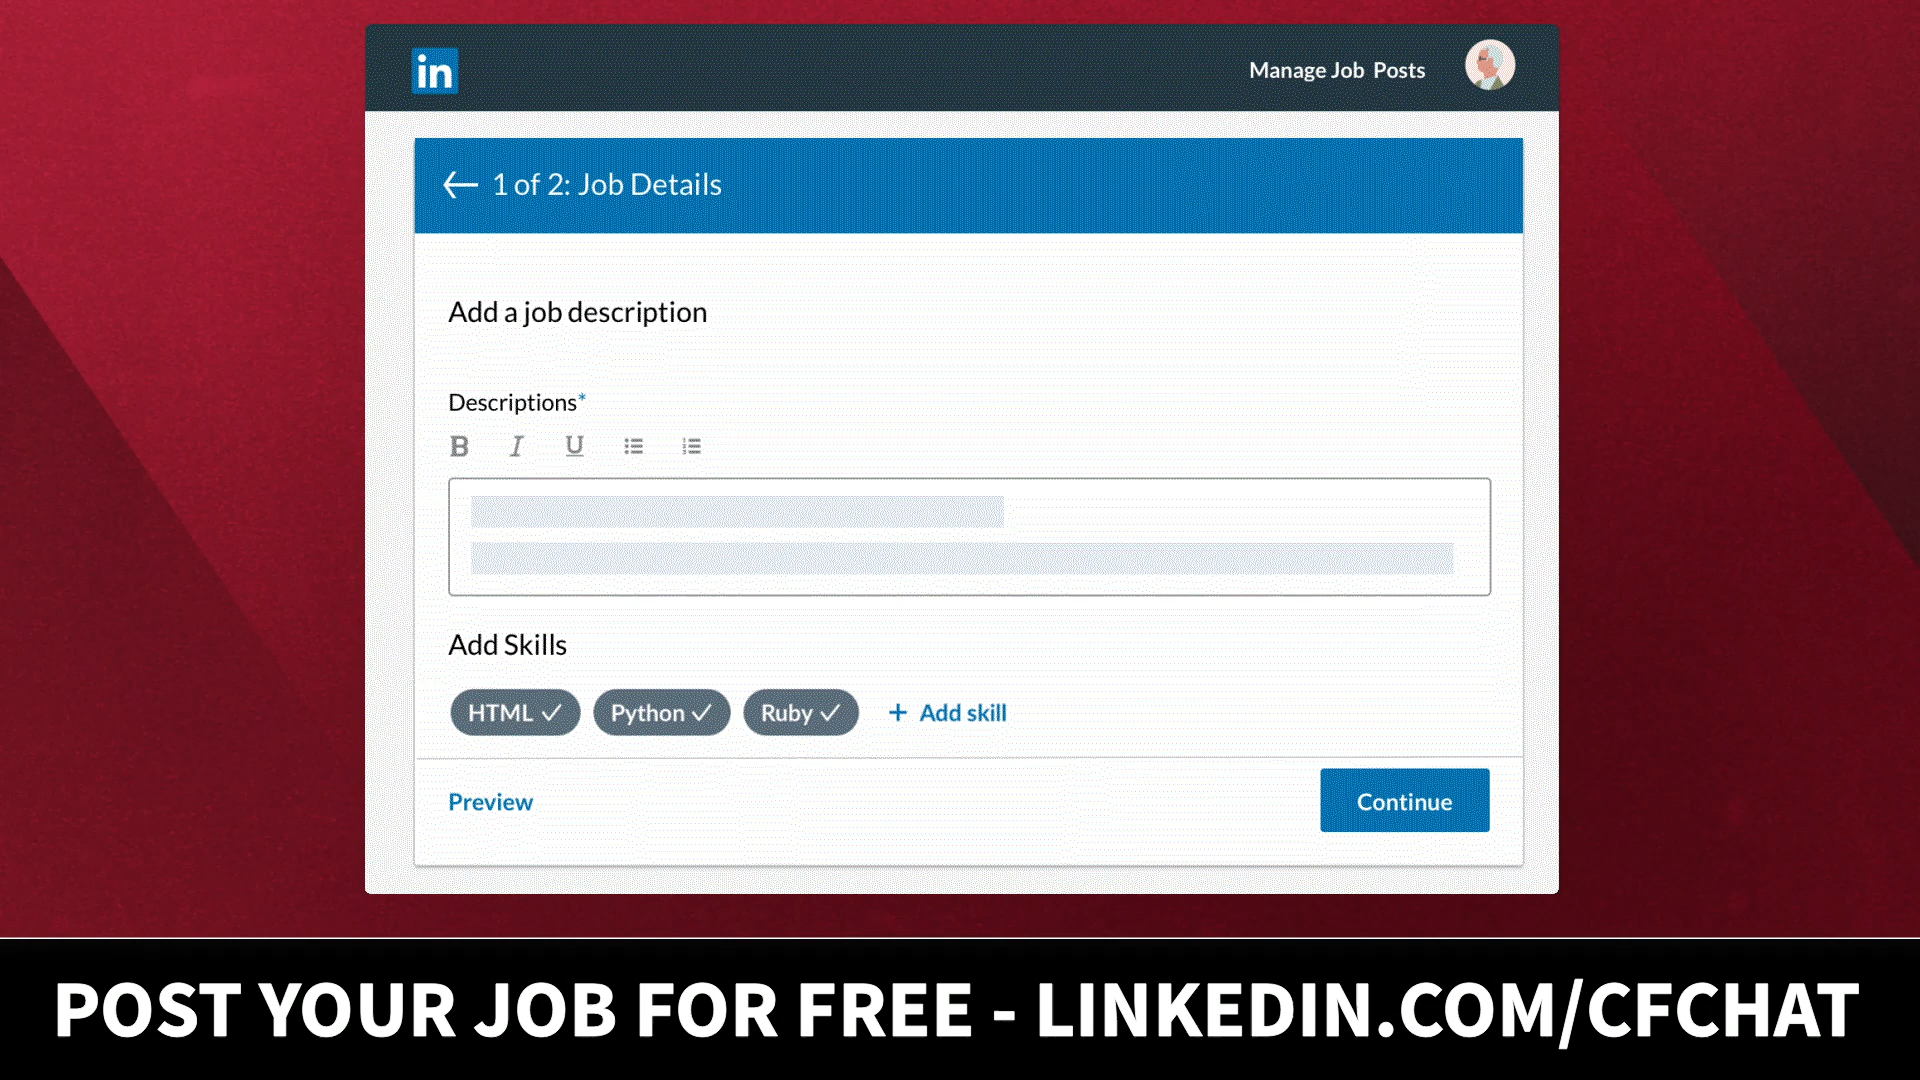 in
Manage Job Posts
← 1 of 2: Job Details
Add a job description
Descriptions*
B I U
Add Skills
HTML ✓ Python ✓ Ruby ✓ + Add skill
Preview Continue
POST YOUR JOB FOR FREE - LINKEDIN.COM/CFCHAT